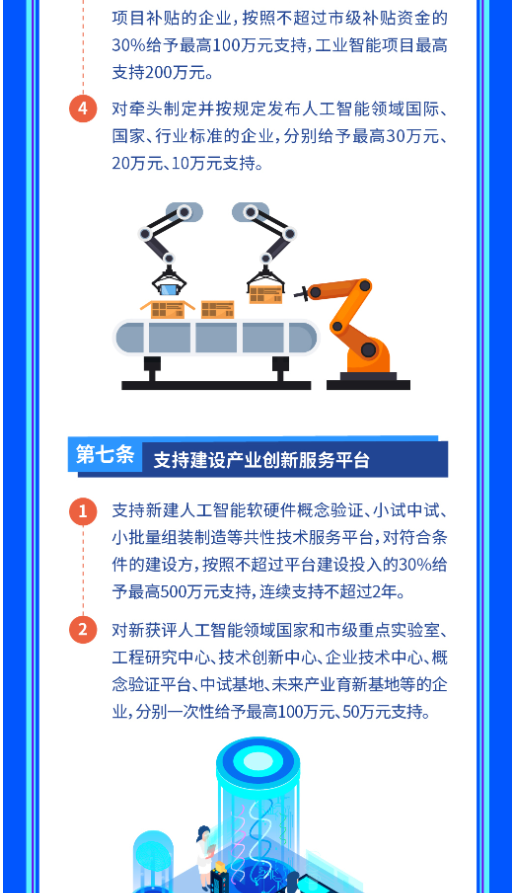 项目补贴的企业，按照不超过市级补贴资金的
30%给予最高100万元支持，工业智能项目最高
支持200万元。
4
对牵头制定并按规定发布人工智能领域国际、
国家、行业标准的企业，分别给予最高30万元、
20万元、10万元支持。
第七条
支持建设产业创新服务平台
1
支持新建人工智能软硬件概念验证、小试中试、
小批量组装制造等共性技术服务平台，对符合条
件的建设方，按照不超过平台建设投入的30%给
予最高500万元支持，连续支持不超过2年。
2
对新获评人工智能领域国家和市级重点实验室、
工程研究中心、技术创新中心、企业技术中心、概
念验证平台、中试基地、未来产业育新基地等的企
业，分别一次性给予最高100万元、50万元支持。